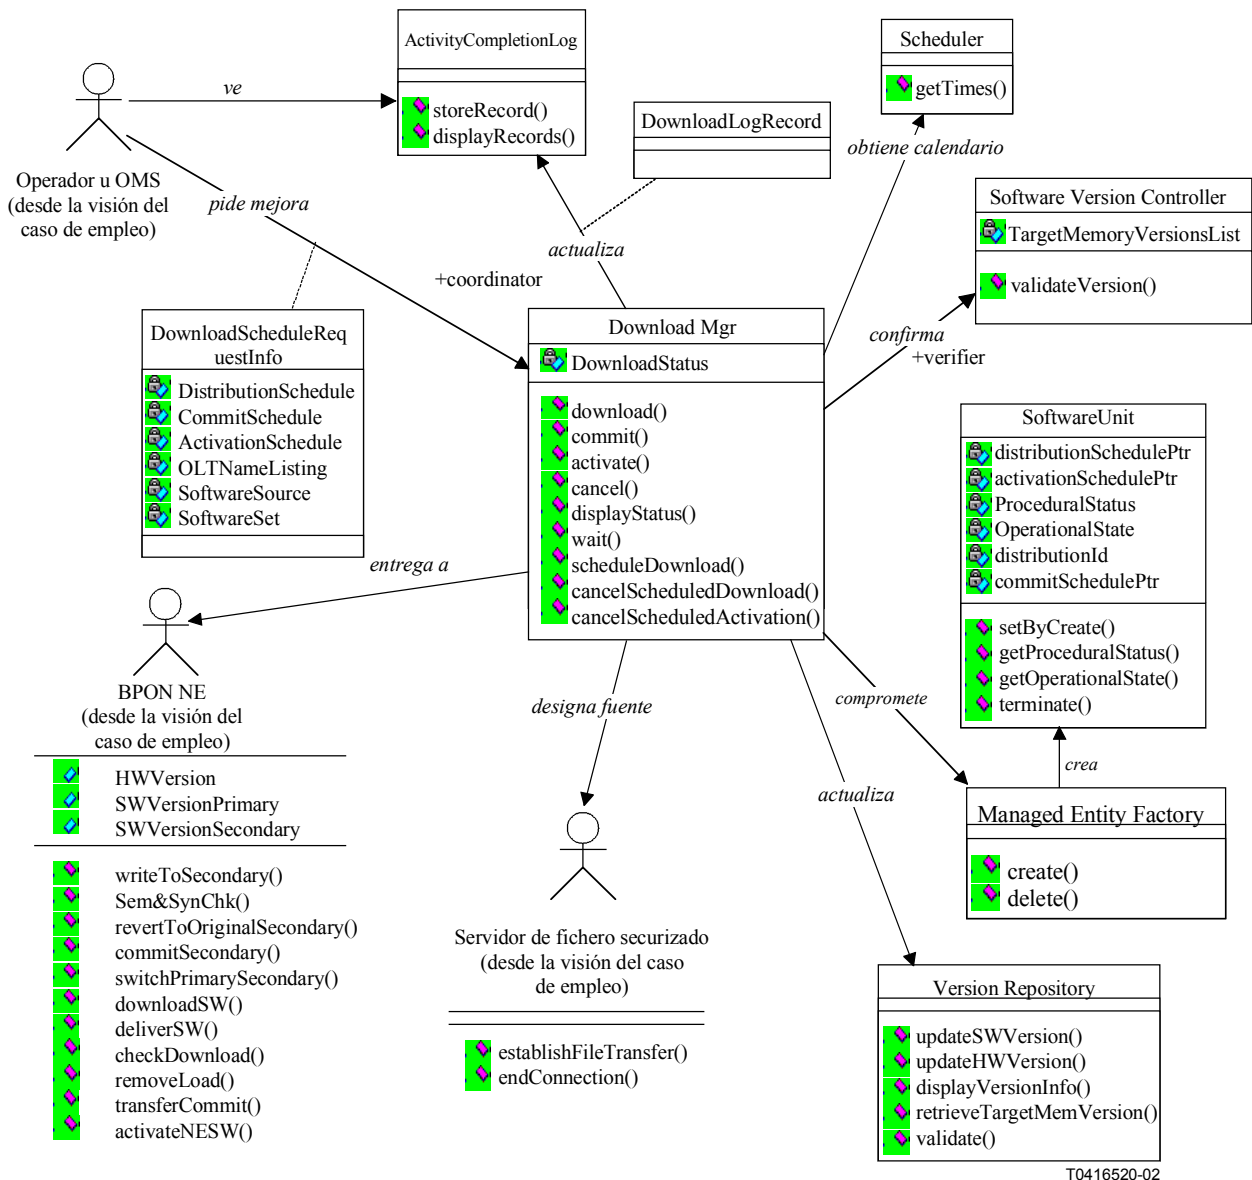 ActivityCompletionLog
storeRecord()
displayRecords()
Scheduler
getTimes()
DownloadLogRecord
ve
Operador u OMS
(desde la visión del
caso de empleo)
pide mejora
obtiene calendario
Software Version Controller
TargetMemoryVersionsList
validateVersion()
actualiza
+coordinator
confirma
+verifier
DownloadScheduleReq
uestInfo
DistributionSchedule
CommitSchedule
ActivationSchedule
OLTNameListing
SoftwareSource
SoftwareSet
Download Mgr
DownloadStatus
download()
commit()
activate()
cancel()
displayStatus()
wait()
scheduleDownload()
cancelScheduledDownload()
cancelScheduledActivation()
SoftwareUnit
distributionSchedulePtr
activationSchedulePtr
ProceduralStatus
OperationalState
distributionId
commitSchedulePtr
setByCreate()
getProceduralStatus()
getOperationalState()
terminate()
entrega a
BPON NE
(desde la visión del
caso de empleo)
HWVersion
SWVersionPrimary
SWVersionSecondary
writeToSecondary()
Sem&SynChk()
revertToOriginalSecondary()
commitSecondary()
switchPrimarySecondary()
downloadSW()
deliverSW()
checkDownload()
removeLoad()
transferCommit()
activateNESW()
designa fuente
compromete
crea
actualiza
Managed Entity Factory
create()
delete()
Servidor de fichero securizado
(desde la visión del caso
de empleo)
establishFileTransfer()
endConnection()
Version Repository
updateSWVersion()
updateHWVersion()
displayVersionInfo()
retrieveTargetMemVersion()
validate()
T0416520-02